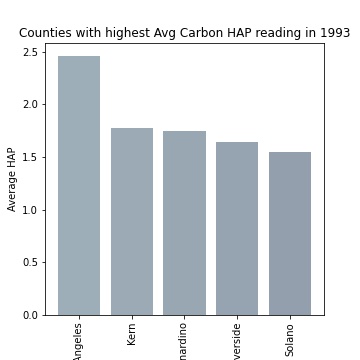 Counties with highest Avg Carbon HAP reading in 1993
2.5
2.0
1.5
1.0
0.5
0.0
Average HAP
Angeles
Kern
nardino
verside
Solano